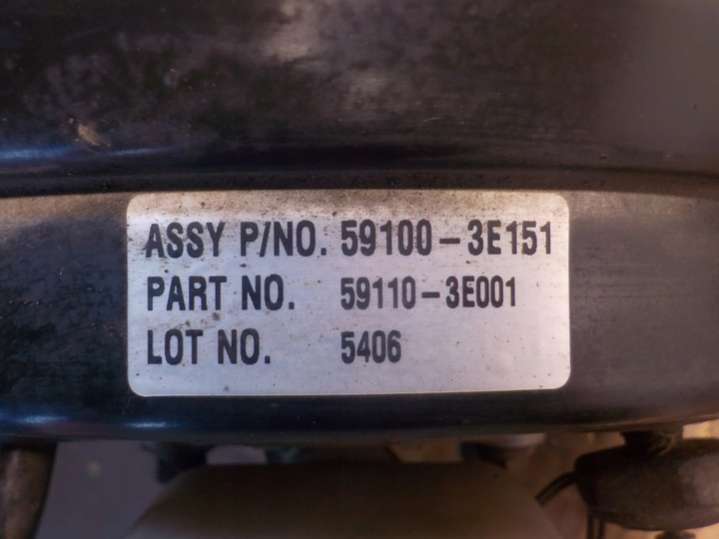 ASSY P/NO. 59100-3E151
PART NO. 59110-3E001
LOT NO. 5406